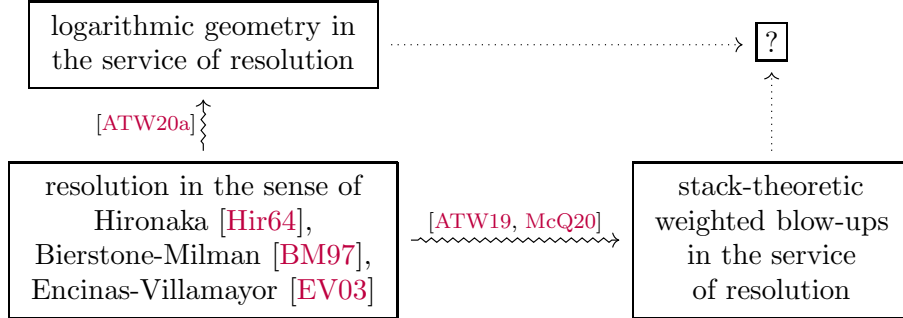 logarithmic geometry in
the service of resolution
?
[ATW20a]
resolution in the sense of
Hironaka [Hir64],
Bierstone-Milman [BM97],
Encinas-Villamayor [EV03]
[ATW19, McQ20]
stack-theoretic
weighted blow-ups
in the service
of resolution